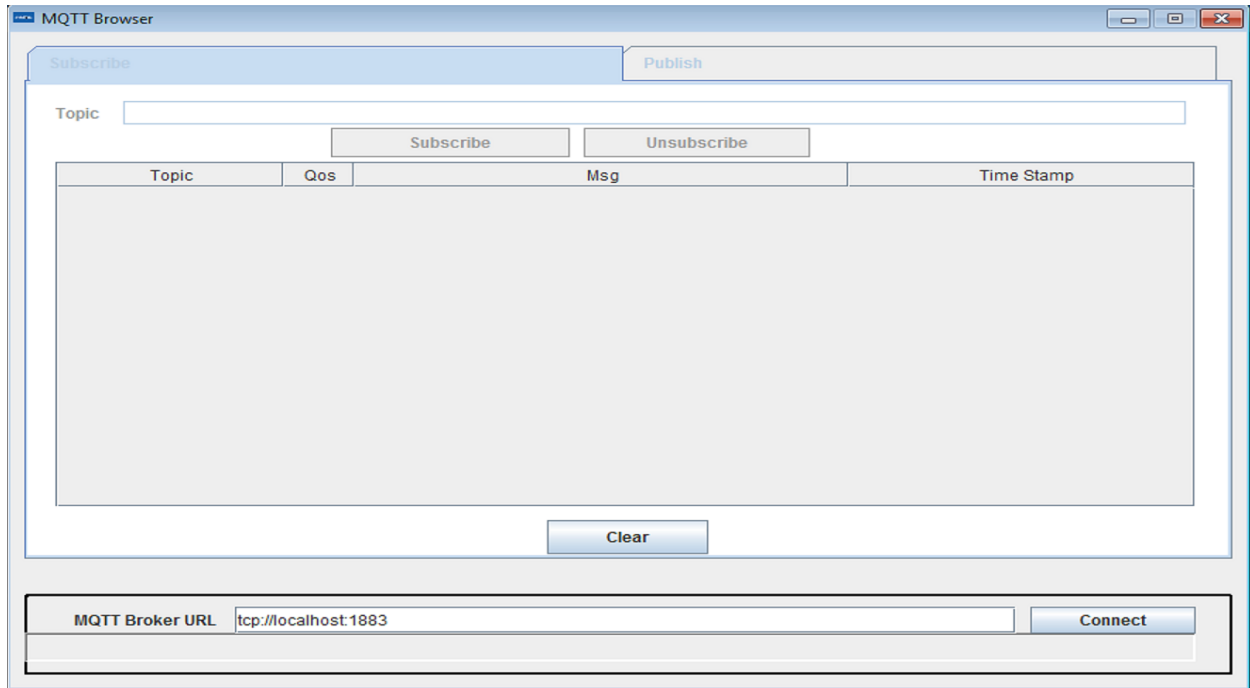 MQTT Browser
Subscribe Publish
Topic
Subscribe Unsubscribe
Topic Qos Msg Time Stamp
Clear
MQTT Broker URL tcp://localhost:1883 Connect